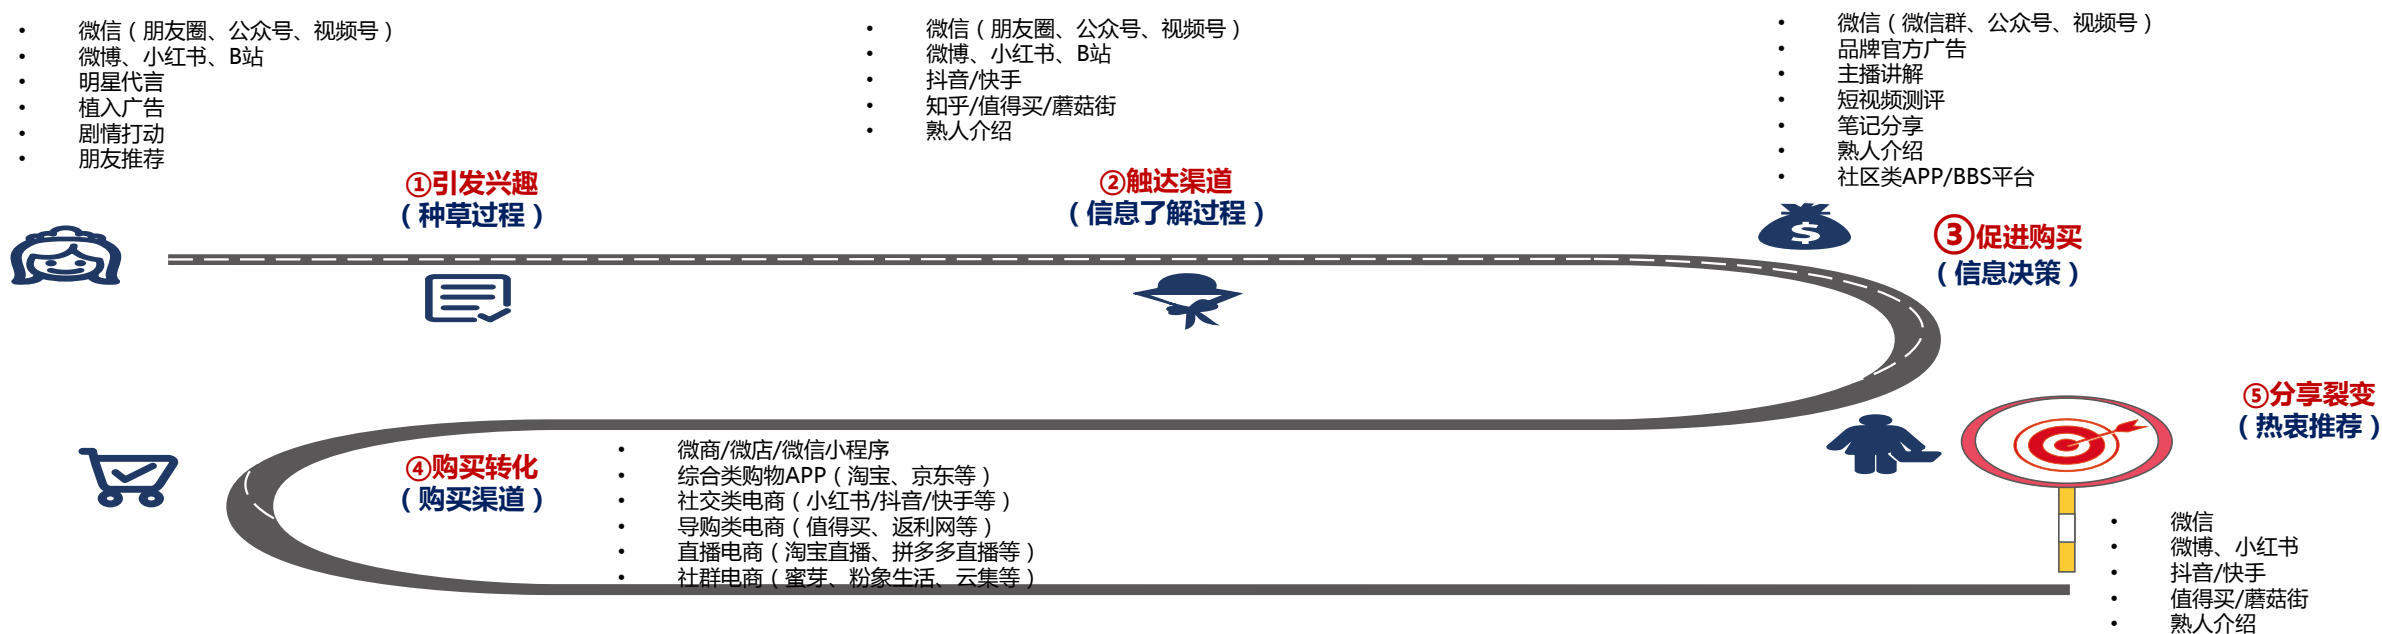 • 微信（朋友圈、公众号、视频号）
• 微博、小红书、B站
• 明星代言
• 植入广告
• 剧情打动
• 朋友推荐
①引发兴趣
（种草过程）
• 微信（朋友圈、公众号、视频号）
• 微博、小红书、B站
• 抖音/快手
• 知乎/值得买/蘑菇街
• 熟人介绍
②触达渠道
（信息了解过程）
• 微信（微信群、公众号、视频号）
• 品牌官方广告
• 主播讲解
• 短视频测评
• 笔记分享
• 熟人介绍
• 社区类APP/BBS平台
$
③促进购买
（信息决策）
④购买转化
（购买渠道）
• 微商/微店/微信小程序
• 综合类购物APP（淘宝、京东等）
• 社交类电商（小红书/抖音/快手等）
• 导购类电商（值得买、返利网等）
• 直播电商（淘宝直播、拼多多直播等）
• 社群电商（蜜芽、粉象生活、云集等）
⑤分享裂变
（热衷推荐）
• 微信
• 微博、小红书
• 抖音/快手
• 值得买/蘑菇街
• 熟人介绍